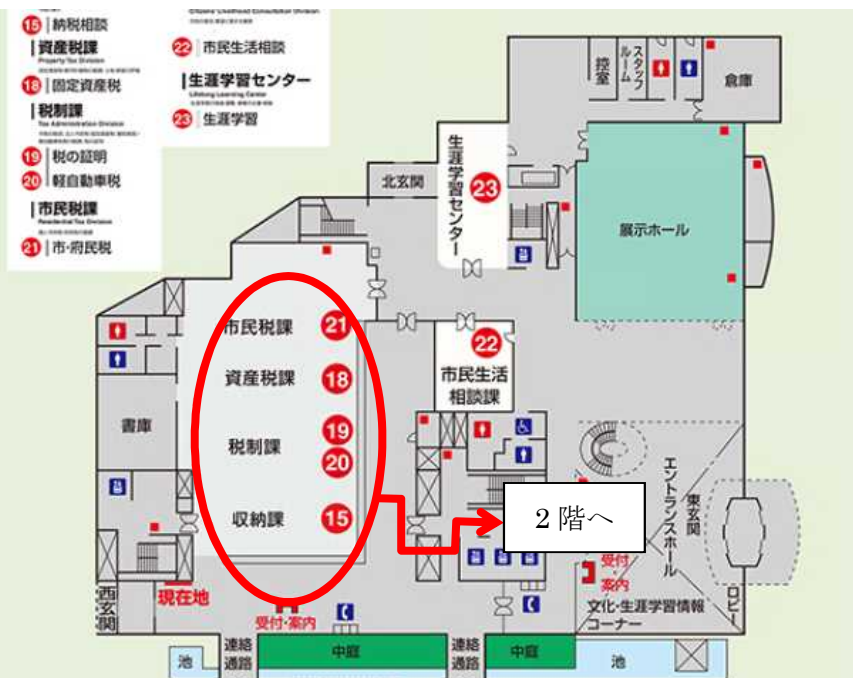 Citizens' Livelihood Consultation Division
15 納税相談
資産税課
Property Tax Division
18 固定資産税
税制課
Tax Administration Division
19 税の証明
20 軽自動車税
市民税課
Residential Tax Division
21 市・府民税
22 市民生活相談
生涯学習センター
Lifelong Learning Center
23 生涯学習
控室
スタッフルーム
倉庫
北玄関
生涯学習センター
23
展示ホール
市民税課 21
資産税課 18
税制課 19
20
収納課 15
22
市民生活
相談課
書庫
2階へ
エントランスホール
東玄関
受付・
案内
文化・生涯学習情報
コーナー
ロビー
西玄関
現在地
受付・案内
池
連絡
通路
中庭
連絡
通路
中庭
池